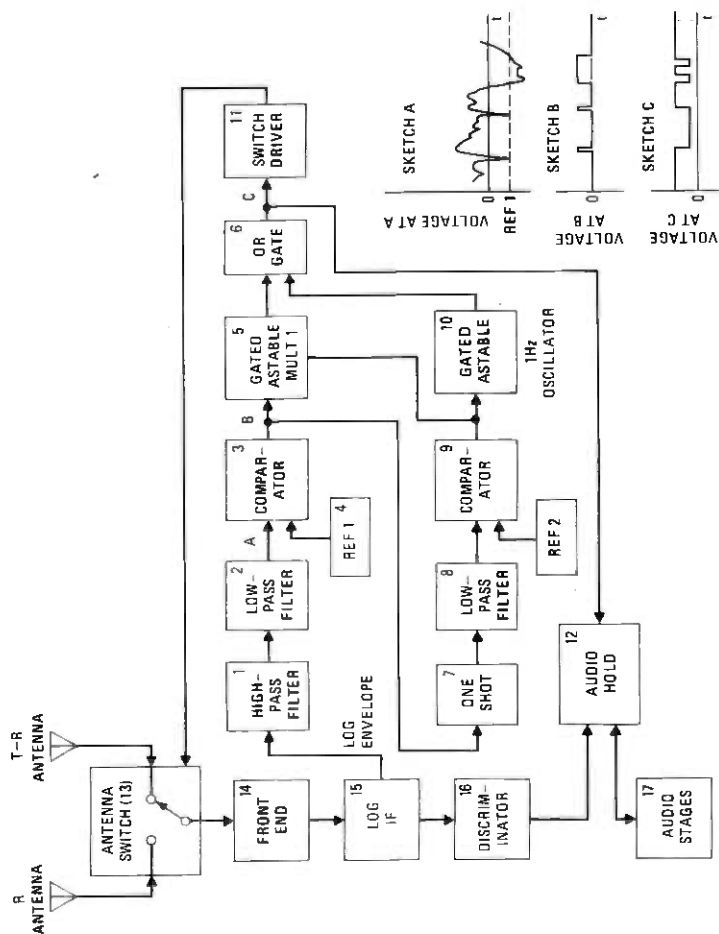 R
ANTENNA
T-R
ANTENNA
ANTENNA
SWITCH (13)
14
FRONT
END
15
LOG
IF
16
DISCRIM-
INATOR
17
AUDIO
STAGES
LOG
ENVELOPE
1
HIGH-
PASS
FILTER
2
LOW-
PASS
FILTER
A
3
COMPAR-
ATOR
REF 1
4
B
5
GATED
ASTABLE
MULT 1
6
OR
GATE
C
11
SWITCH
DRIVER
7
ONE
SHOT
8
LOW-
PASS
FILTER
9
COMPAR-
ATOR
REF 2
10
GATED
ASTABLE
1Hz
OSCILLATOR
12
AUDIO
HOLD
SKETCH A
VOLTAGE AT A
0
REF 1
t
SKETCH B
VOLTAGE
AT B
0
t
SKETCH C
VOLTAGE
AT C
0
t